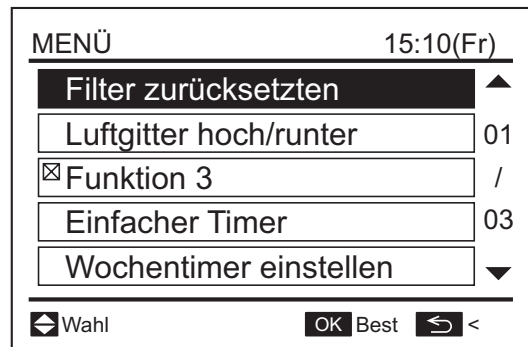 MENÜ 15:10(Fr)
Filter zurücksetzten
Luftgitter hoch/runter 01
Funktion 3 /
Einfacher Timer 03
Wochentimer einstellen
Wahl OK Best <